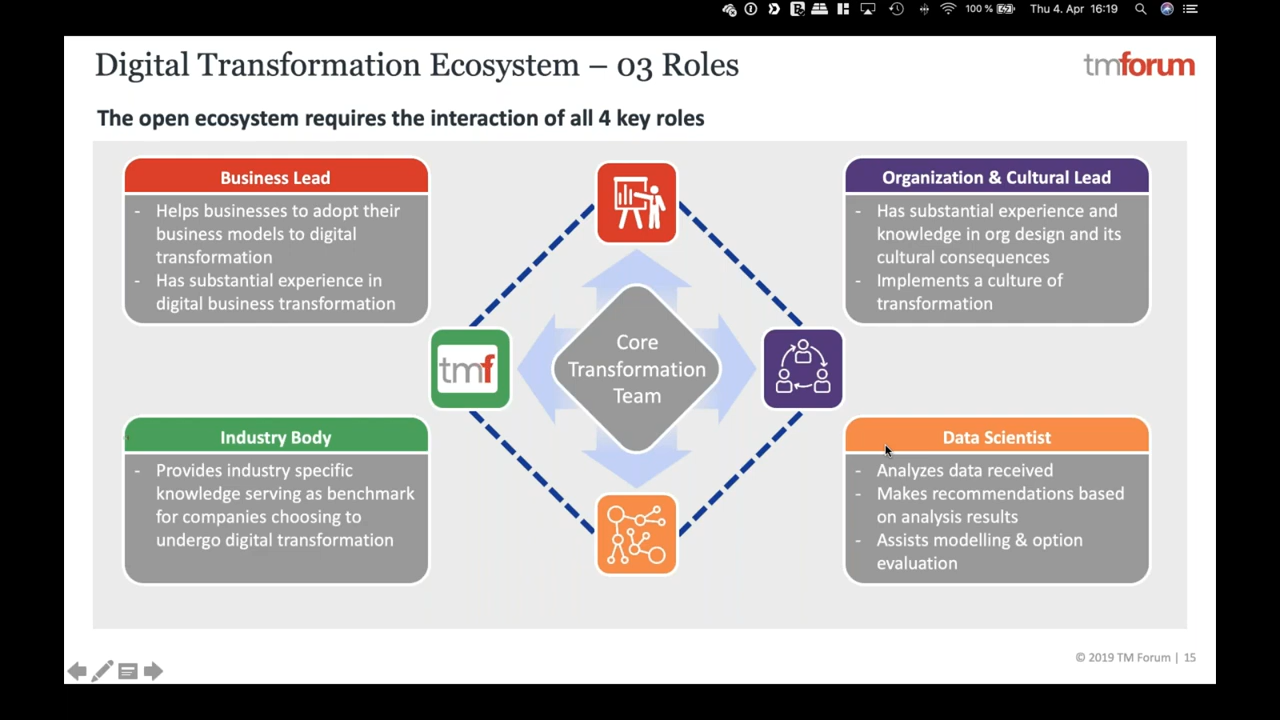 100 % Thu 4. Apr 16:19
Digital Transformation Ecosystem – 03 Roles
tmforum
The open ecosystem requires the interaction of all 4 key roles
Business Lead
- Helps businesses to adopt their
business models to digital
transformation
- Has substantial experience in
digital business transformation
Organization & Cultural Lead
- Has substantial experience and
knowledge in org design and its
cultural consequences
- Implements a culture of
transformation
tmf
Core
Transformation
Team
Industry Body
- Provides industry specific
knowledge serving as benchmark
for companies choosing to
undergo digital transformation
Data Scientist
- Analyzes data received
- Makes recommendations based
on analysis results
- Assists modelling & option
evaluation
© 2019 TM Forum | 15